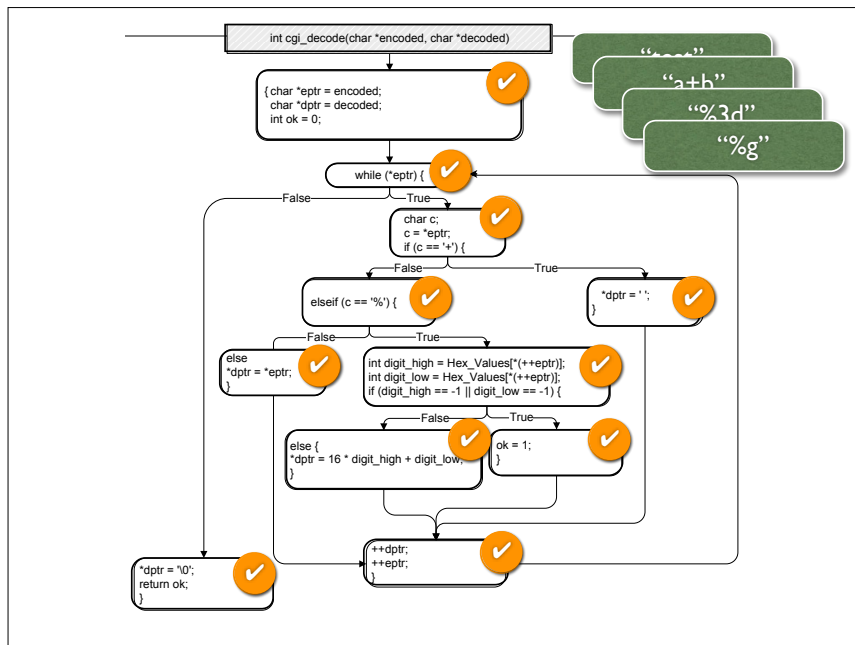 int cgi_decode(char *encoded, char *decoded)
“test”
“a+b”
“%3d”
“%g”
{ char *eptr = encoded;
char *dptr = decoded;
int ok = 0;
while (*eptr) {
False
True
char c;
c = *eptr;
if (c == '+') {
False
True
elseif (c == '%') {
*dptr = ' ';
}
False
True
else
*dptr = *eptr;
}
int digit_high = Hex_Values[*(++eptr)];
int digit_low = Hex_Values[*(++eptr)];
if (digit_high == -1 || digit_low == -1) {
False
True
else {
*dptr = 16 * digit_high + digit_low;
}
ok = 1;
}
++dptr;
++eptr;
}
*dptr = '\0';
return ok;
}